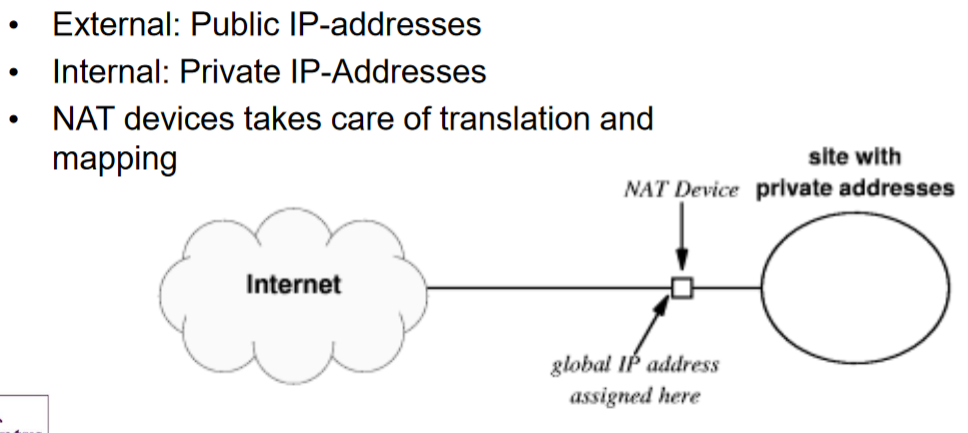 • External: Public IP-addresses
• Internal: Private IP-Addresses
• NAT devices takes care of translation and
mapping
site with
NAT Device private addresses
Internet
global IP address
assigned here